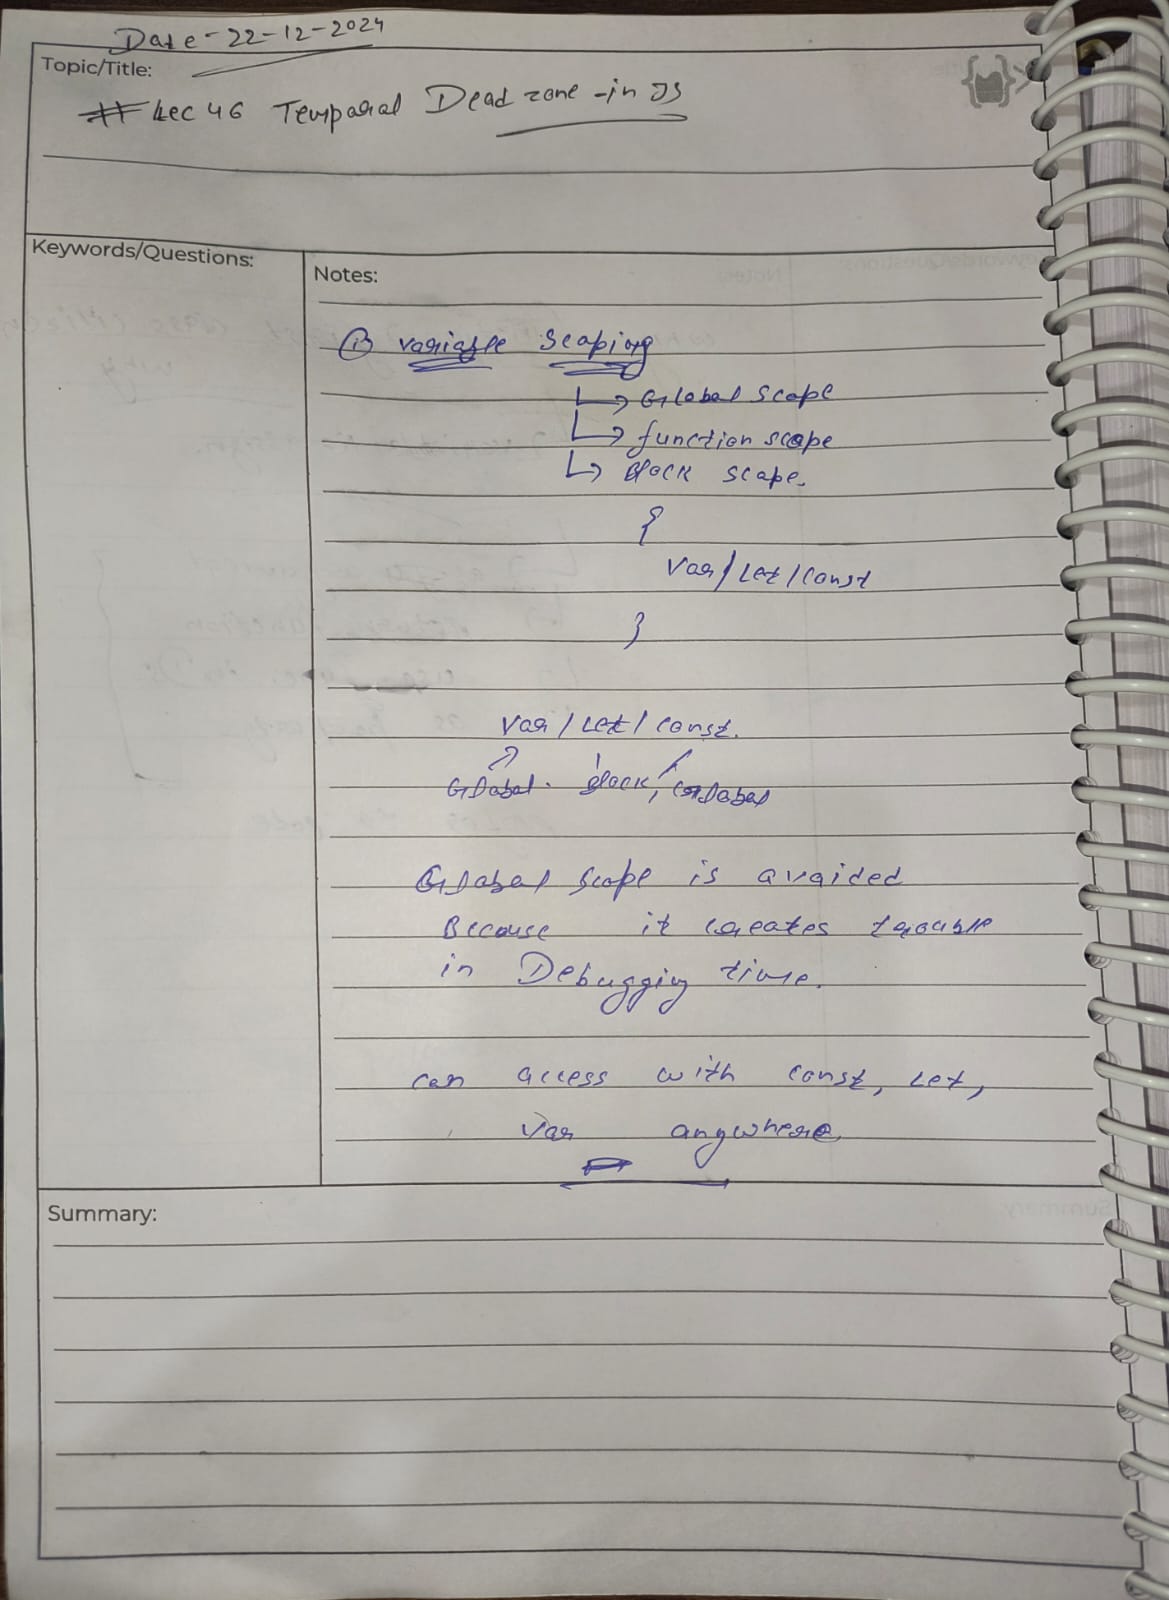 Date - 22-12-2024
Topic/Title:
# Lec 46 Temporal Dead zone -in JS
Keywords/Questions:
Notes:
① variable Scoping
↳ Global Scope
↳ function scope
↳ Block scope.
{
Var/Let/Const
}
Var / Let / Const.
Global. Block, Global
Global Scope is avoided
Because it creates trouble
in Debugging time.
can access with const, Let,
Var anywhere.
Summary: